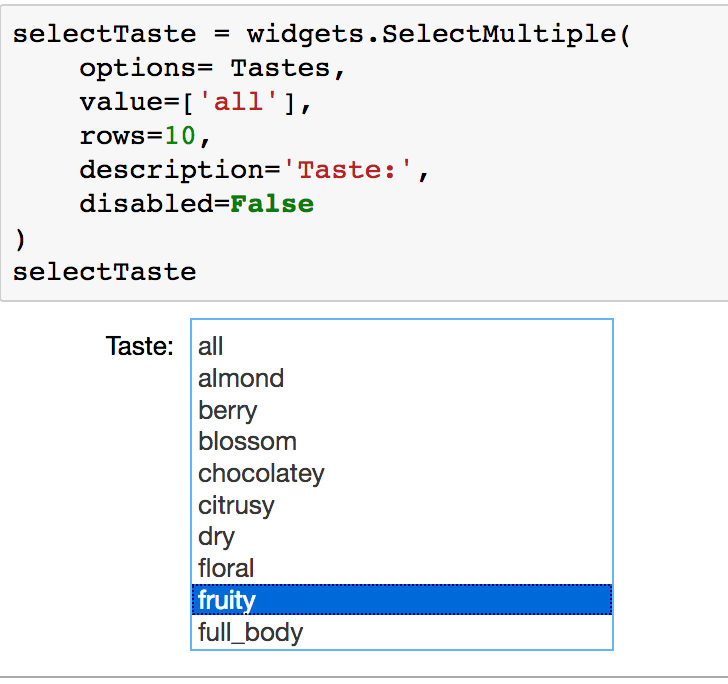 selectTaste = widgets.SelectMultiple(
    options= Tastes,
    value=['all'],
    rows=10,
    description='Taste:',
    disabled=False
)
selectTaste
Taste:
all
almond
berry
blossom
chocolatey
citrusy
dry
floral
fruity
full_body